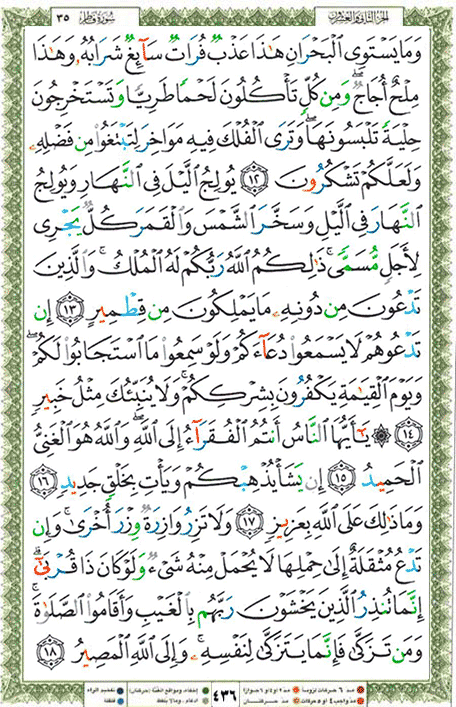 الجزء الثاني والعشرون
سورة فاطر ٣٥
وَمَا يَسْتَوِى ٱلْبَحْرَانِ هَـٰذَا عَذْبٌ فُرَاتٌ سَآئِغٌ شَرَابُهُۥ وَهَـٰذَا
مِلْحٌ أُجَاجٌ ۖ وَمِن كُلٍّ تَأْكُلُونَ لَحْمًا طَرِيًّا وَتَسْتَخْرِجُونَ
حِلْيَةً تَلْبَسُونَهَا ۖ وَتَرَى ٱلْفُلْكَ فِيهِ مَوَاخِرَ لِتَبْتَغُوا۟ مِن فَضْلِهِۦ
وَلَعَلَّكُمْ تَشْكُرُونَ ﴿١٢﴾ يُولِجُ ٱلَّيْلَ فِى ٱلنَّهَارِ وَيُولِجُ
ٱلنَّهَارَ فِى ٱلَّيْلِ وَسَخَّرَ ٱلشَّمْسَ وَٱلْقَمَرَ كُلٌّ يَجْرِى
لِأَجَلٍ مُّسَمًّى ۚ ذَٰلِكُمُ ٱللَّهُ رَبُّكُمْ لَهُ ٱلْمُلْكُ ۚ وَٱلَّذِينَ
تَدْعُونَ مِن دُونِهِۦ مَا يَمْلِكُونَ مِن قِطْمِيرٍ ﴿١٣﴾ إِن
تَدْعُوهُمْ لَا يَسْمَعُوا۟ دُعَآءَكُمْ وَلَوْ سَمِعُوا۟ مَا ٱسْتَجَابُوا۟ لَكُمْ ۖ
وَيَوْمَ ٱلْقِيَـٰمَةِ يَكْفُرُونَ بِشِرْكِكُمْ ۚ وَلَا يُنَبِّئُكَ مِثْلُ خَبِيرٍ
﴿١٤﴾ ۞ يَـٰٓأَيُّهَا ٱلنَّاسُ أَنتُمُ ٱلْفُقَرَآءُ إِلَى ٱللَّهِ ۖ وَٱللَّهُ هُوَ ٱلْغَنِىُّ
ٱلْحَمِيدُ ﴿١٥﴾ إِن يَشَأْ يُذْهِبْكُمْ وَيَأْتِ بِخَلْقٍ جَدِيدٍ ﴿١٦﴾
وَمَا ذَٰلِكَ عَلَى ٱللَّهِ بِعَزِيزٍ ﴿١٧﴾ وَلَا تَزِرُ وَازِرَةٌ وِزْرَ أُخْرَىٰ ۚ وَإِن
تَدْعُ مُثْقَلَةٌ إِلَىٰ حِمْلِهَا لَا يُحْمَلْ مِنْهُ شَىْءٌ وَلَوْ كَانَ ذَا قُرْبَىٰٓ ۗ
إِنَّمَا تُنذِرُ ٱلَّذِينَ يَخْشَوْنَ رَبَّهُم بِٱلْغَيْبِ وَأَقَامُوا۟ ٱلصَّلَوٰةَ ۚ
وَمَن تَزَكَّىٰ فَإِنَّمَا يَتَزَكَّىٰ لِنَفْسِهِۦ ۚ وَإِلَى ٱللَّهِ ٱلْمَصِيرُ ﴿١٨﴾
٤٣٦